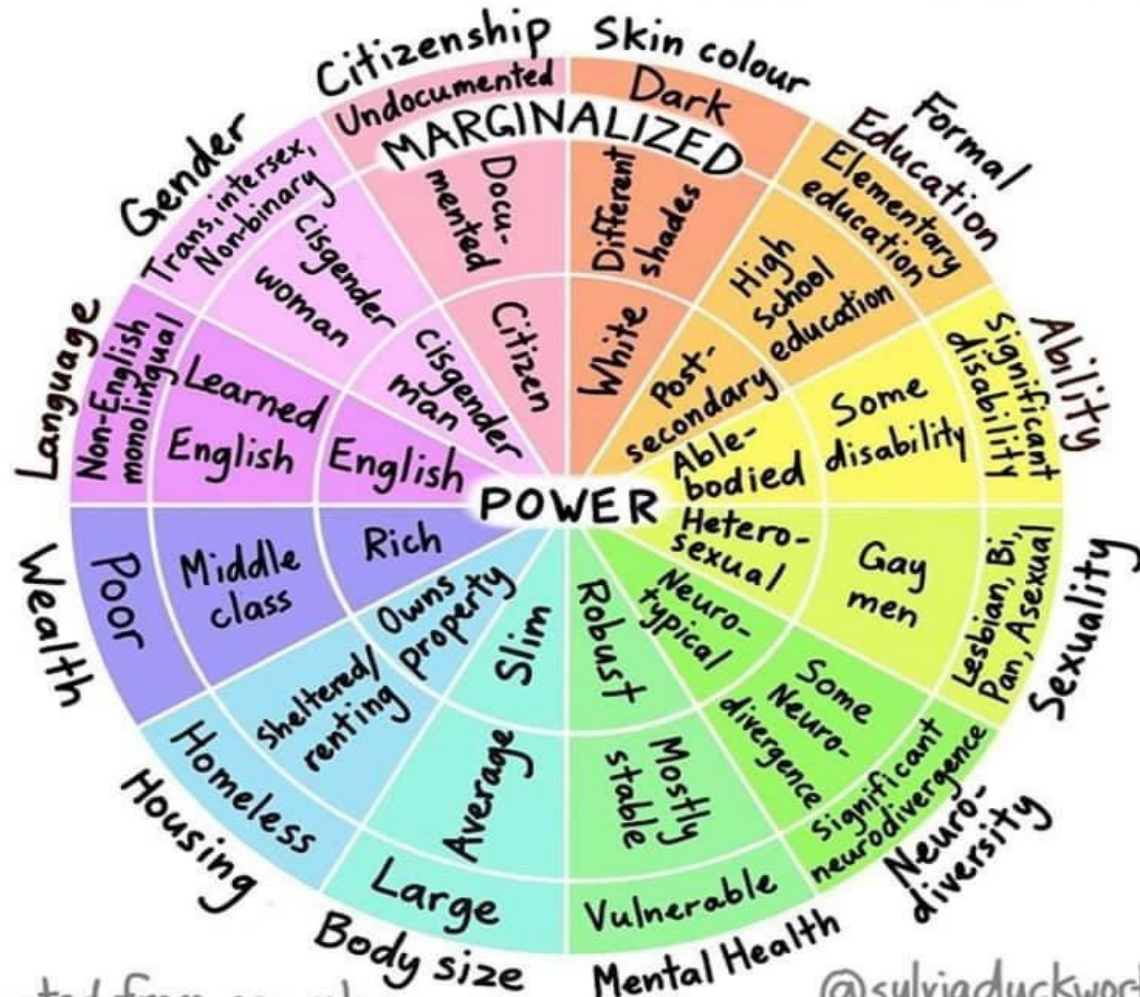 Citizenship
Undocumented
Docu-
mented
Citizen
Skin colour
Dark
Different
shades
White
Formal
Education
Elementary
education
High
school
education
Post-
secondary
Ability
Significant
disability
Some
disability
Able-
bodied
Sexuality
Lesbian, Bi,
Pan, Asexual
Gay
men
Hetero-
sexual
Neuro-
diversity
Significant
neurodivergence
Some
Neuro-
divergence
Neuro-
typical
Mental Health
Vulnerable
Mostly
stable
Robust
Body size
Large
Average
Slim
Housing
Homeless
Sheltered/
renting
Owns
property
Wealth
Poor
Middle
class
Rich
Language
Non-English
monolingual
Learned
English
English
Gender
Trans, intersex,
Non-binary
Cisgender
woman
Cisgender
man
MARGINALIZED
POWER